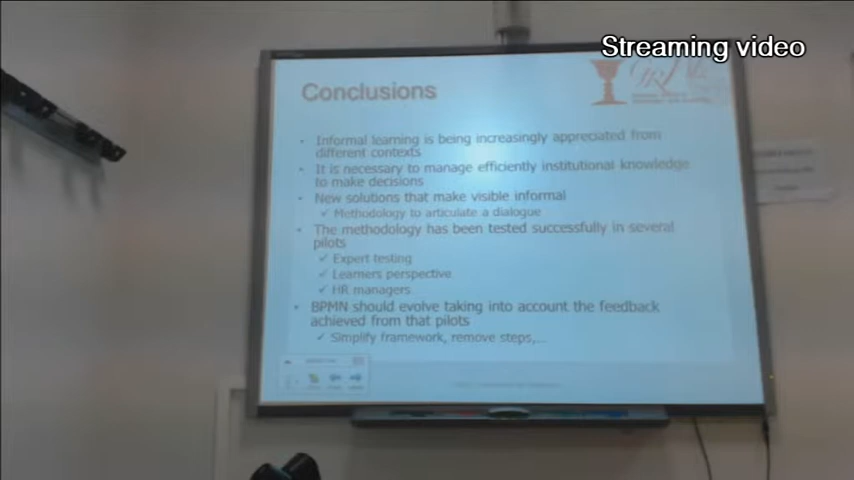 Streaming video
Conclusions
Informal learning is being increasingly appreciated from
different contexts
It is necessary to manage efficiently institutional knowledge
to make decisions
New solutions that make visible informal
✓ Methodology to articulate a dialogue
The methodology has been tested successfully in several
pilots
✓ Expert testing
✓ Learners perspective
✓ HR managers
BPMN should evolve taking into account the feedback
achieved from that pilots
✓ Simplify framework, remove steps,...